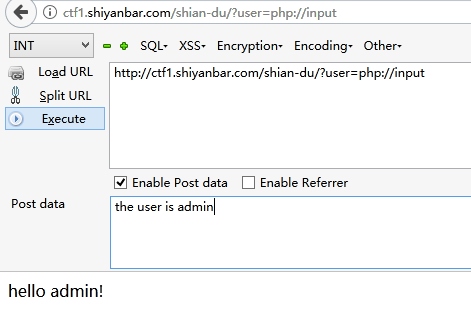 ctf1.shiyanbar.com/shian-du/?user=php://input
INT SQL XSS Encryption Encoding Other
Load URL
http://ctf1.shiyanbar.com/shian-du/?user=php://input
Split URL
Execute
Enable Post data Enable Referrer
Post data
the user is admin
hello admin!